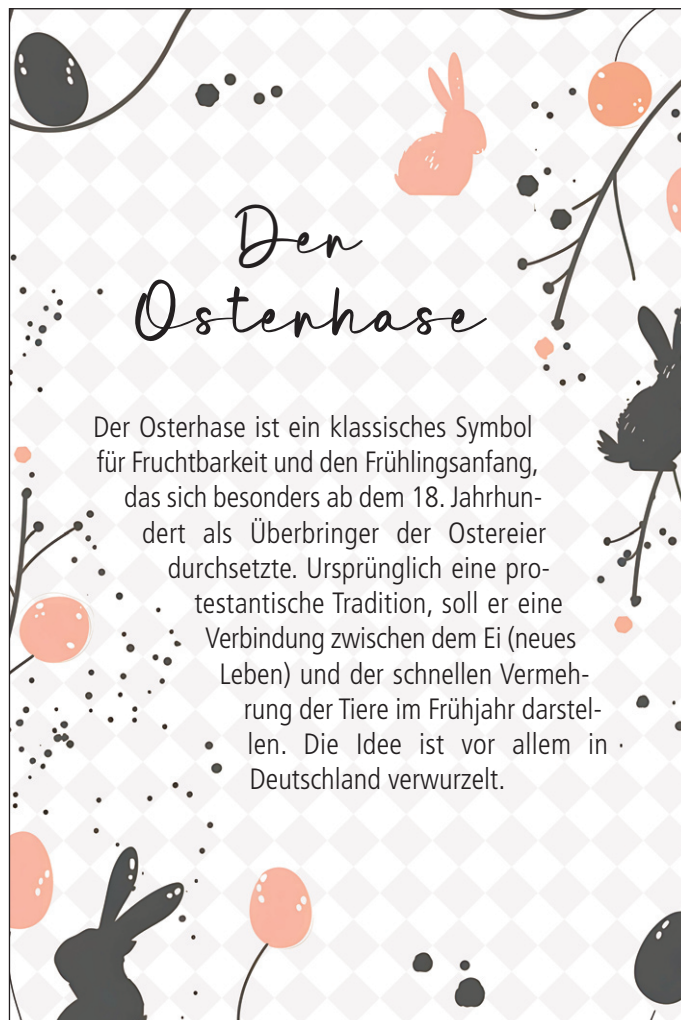 Der
Osterhase
Der Osterhase ist ein klassisches Symbol
für Fruchtbarkeit und den Frühlingsanfang,
das sich besonders ab dem 18. Jahrhun-
dert als Überbringer der Ostereier
durchsetzte. Ursprünglich eine pro-
testantische Tradition, soll er eine
Verbindung zwischen dem Ei (neues
Leben) und der schnellen Vermeh-
rung der Tiere im Frühjahr darstel-
len. Die Idee ist vor allem in
Deutschland verwurzelt.